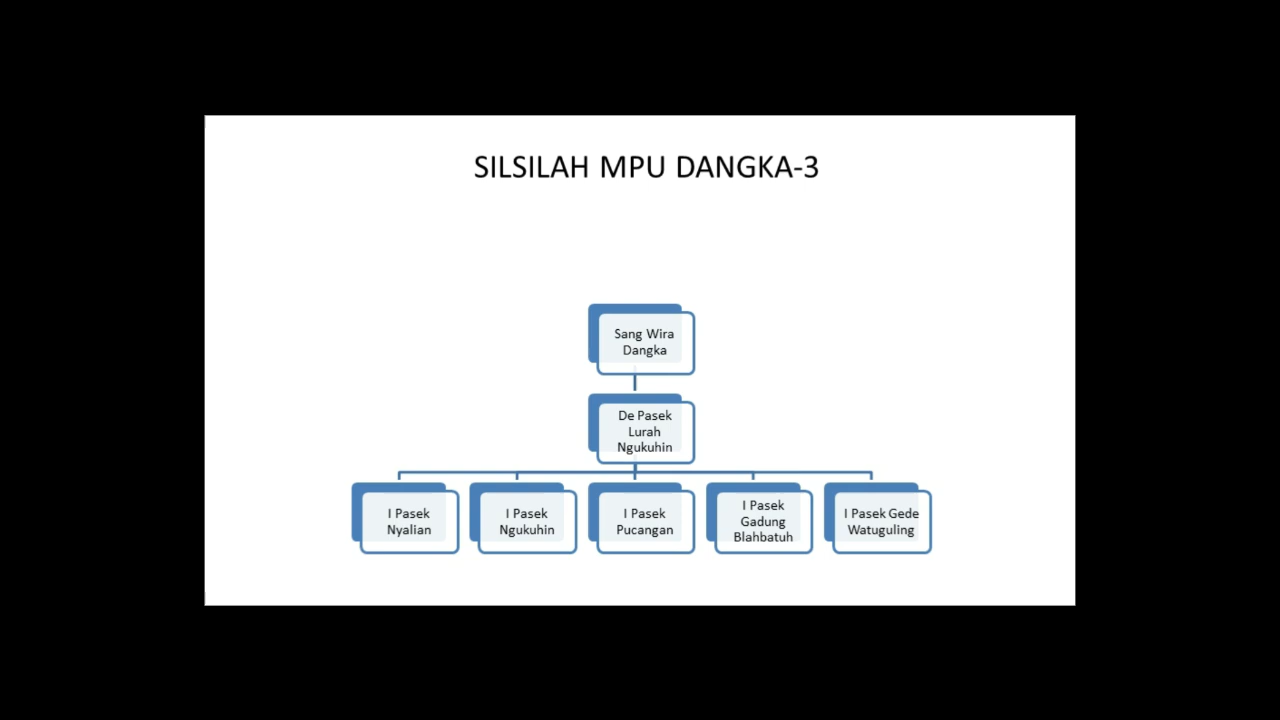 SILSILAH MPU DANGKA-3
Sang Wira
Dangka
De Pasek
Lurah
Ngukuhin
I Pasek
Nyalian
I Pasek
Ngukuhin
I Pasek
Pucangan
I Pasek
Gadung
Blahbatuh
I Pasek Gede
Watuguling